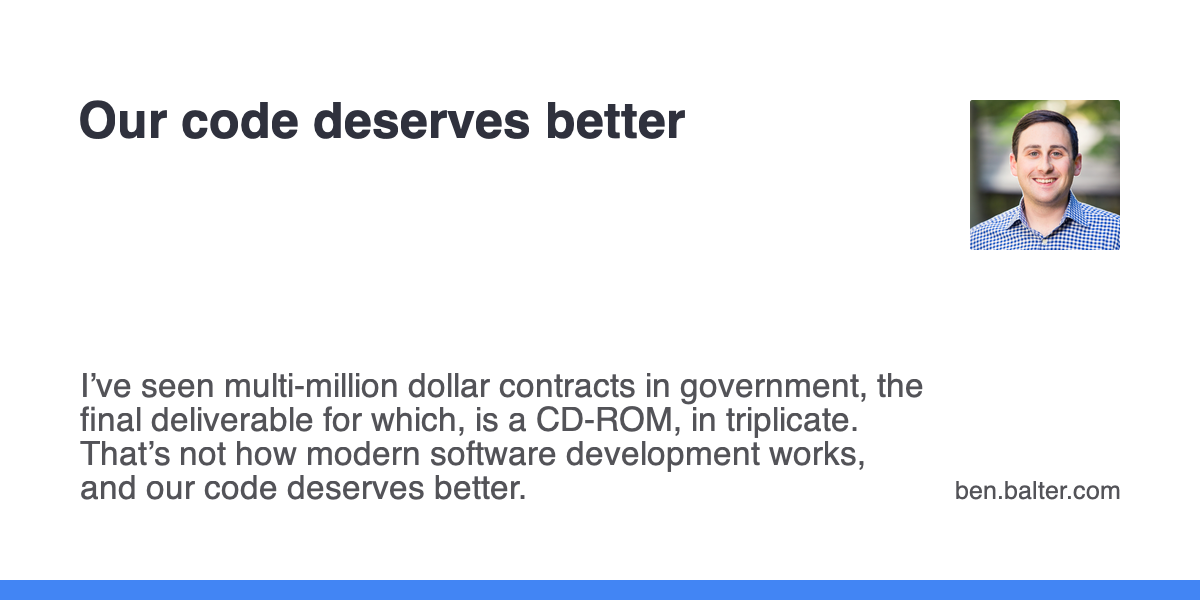 Our code deserves better
I’ve seen multi-million dollar contracts in government, the
final deliverable for which, is a CD-ROM, in triplicate.
That’s not how modern software development works,
and our code deserves better.
ben.balter.com